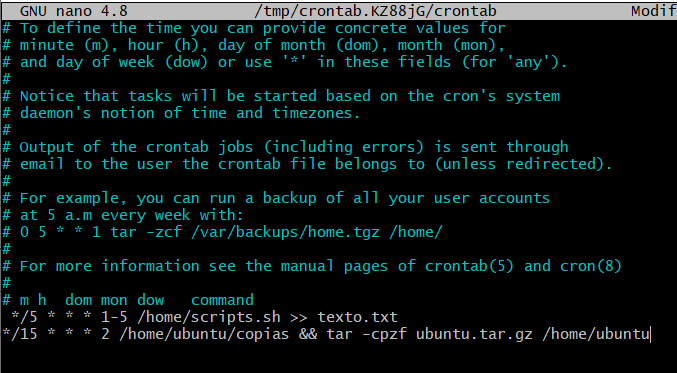 GNU nano 4.8 /tmp/crontab.KZ88jG/crontab Modif
# To define the time you can provide concrete values for
# minute (m), hour (h), day of month (dom), month (mon),
# and day of week (dow) or use '*' in these fields (for 'any').
#
# Notice that tasks will be started based on the cron's system
# daemon's notion of time and timezones.
#
# Output of the crontab jobs (including errors) is sent through
# email to the user the crontab file belongs to (unless redirected).
#
# For example, you can run a backup of all your user accounts
# at 5 a.m every week with:
# 0 5 * * 1 tar -zcf /var/backups/home.tgz /home/
#
# For more information see the manual pages of crontab(5) and cron(8)
#
# m h  dom mon dow   command
 */5 * * * 1-5 /home/scripts.sh >> texto.txt
*/15 * * * 2 /home/ubuntu/copias && tar -cpzf ubuntu.tar.gz /home/ubuntu